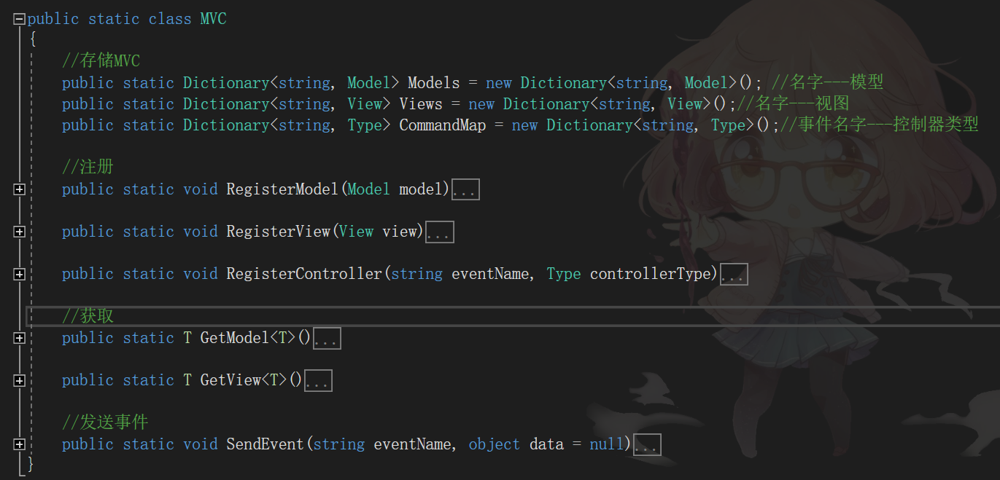 public static class MVC
{
//存储MVC
public static Dictionary<string, Model> Models = new Dictionary<string, Model>(); //名字---模型
public static Dictionary<string, View> Views = new Dictionary<string, View>();//名字---视图
public static Dictionary<string, Type> CommandMap = new Dictionary<string, Type>();//事件名字---控制器类型
//注册
public static void RegisterModel(Model model)...
public static void RegisterView(View view)...
public static void RegisterController(string eventName, Type controllerType)...
//获取
public static T GetModel<T>()...
public static T GetView<T>()...
//发送事件
public static void SendEvent(string eventName, object data = null)...
}